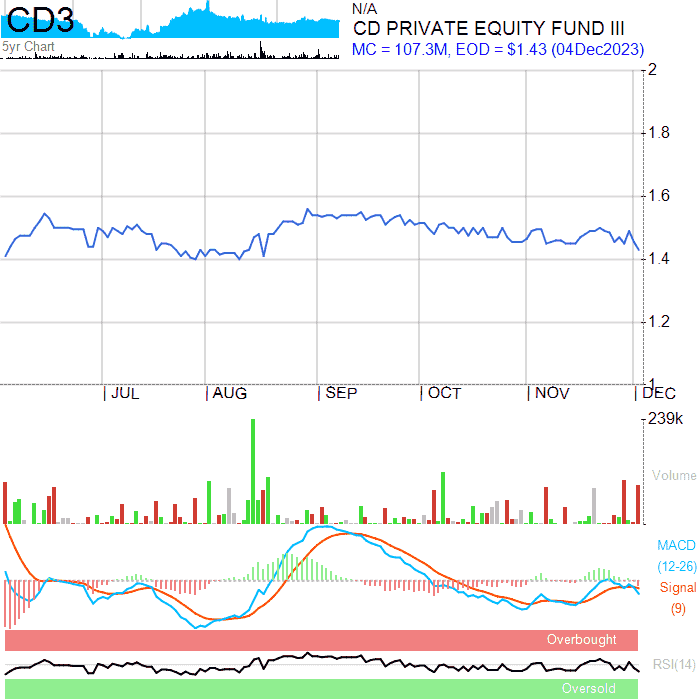 CD3
5yr Chart
N/A
CD PRIVATE EQUITY FUND III
MC = 107.3M, EOD = $1.43 (04Dec2023)
2
1.8
1.6
1.4
1.2
1
JUL AUG SEP OCT NOV DEC
239k
Volume
MACD
(12-26)
Signal
(9)
Overbought
RSI(14)
Oversold